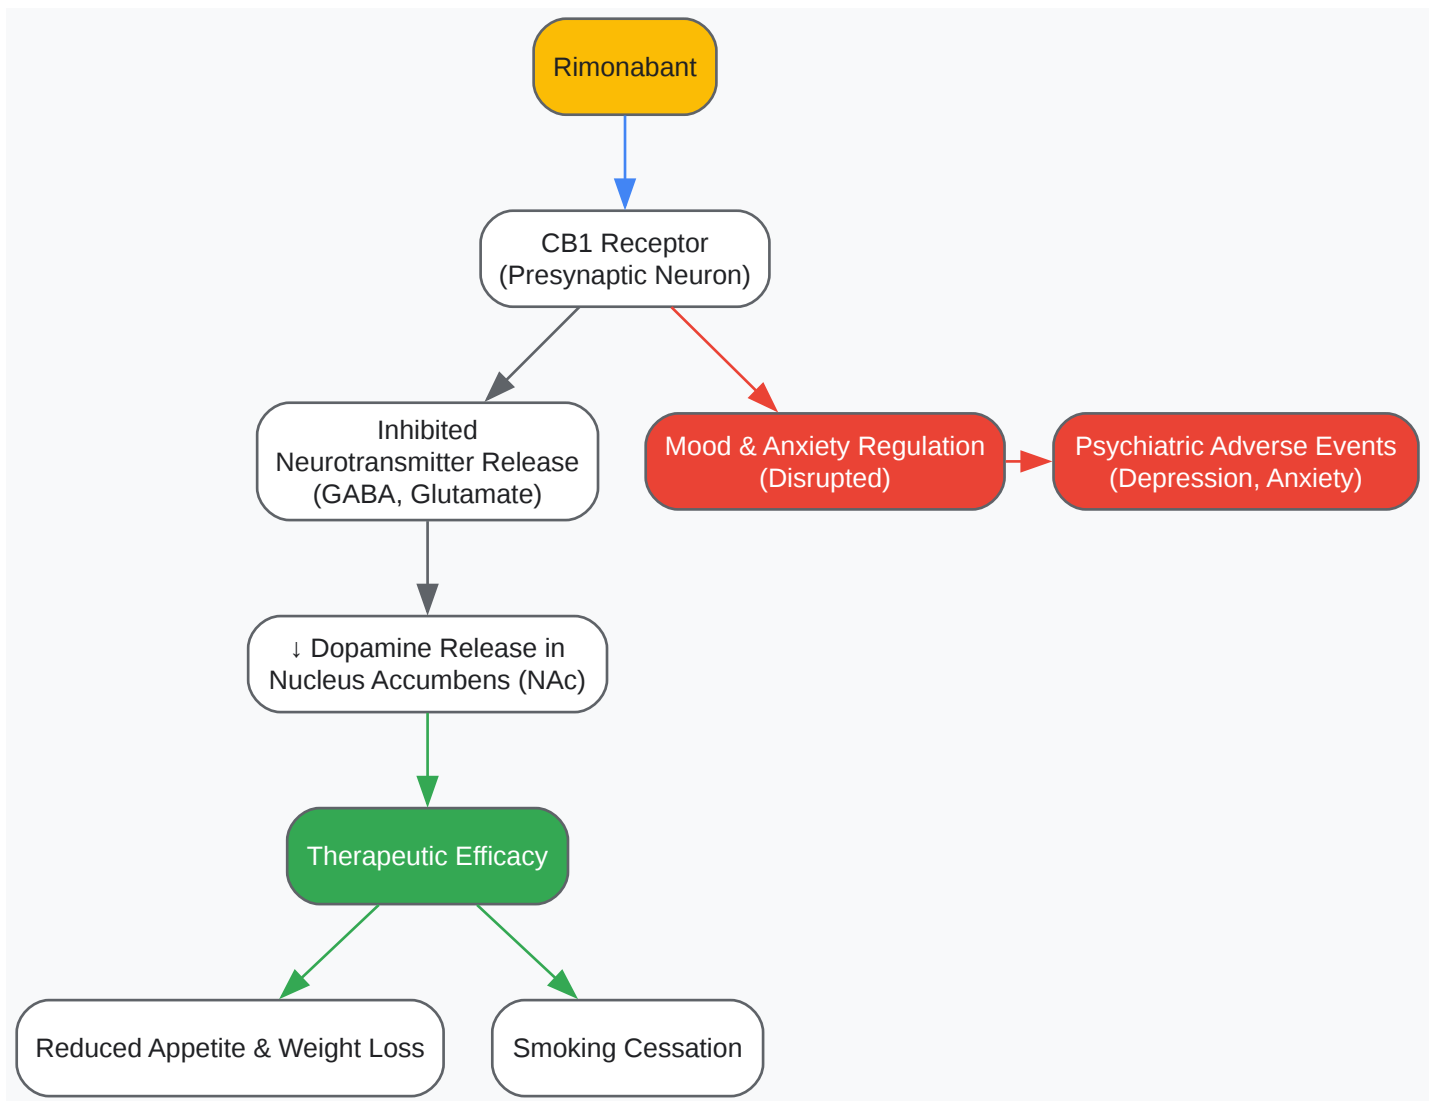 Rimonabant
CB1 Receptor
(Presynaptic Neuron)
Inhibited
Neurotransmitter Release
(GABA, Glutamate)
Mood & Anxiety Regulation
(Disrupted)
Psychiatric Adverse Events
(Depression, Anxiety)
↓ Dopamine Release in
Nucleus Accumbens (NAc)
Therapeutic Efficacy
Reduced Appetite & Weight Loss
Smoking Cessation